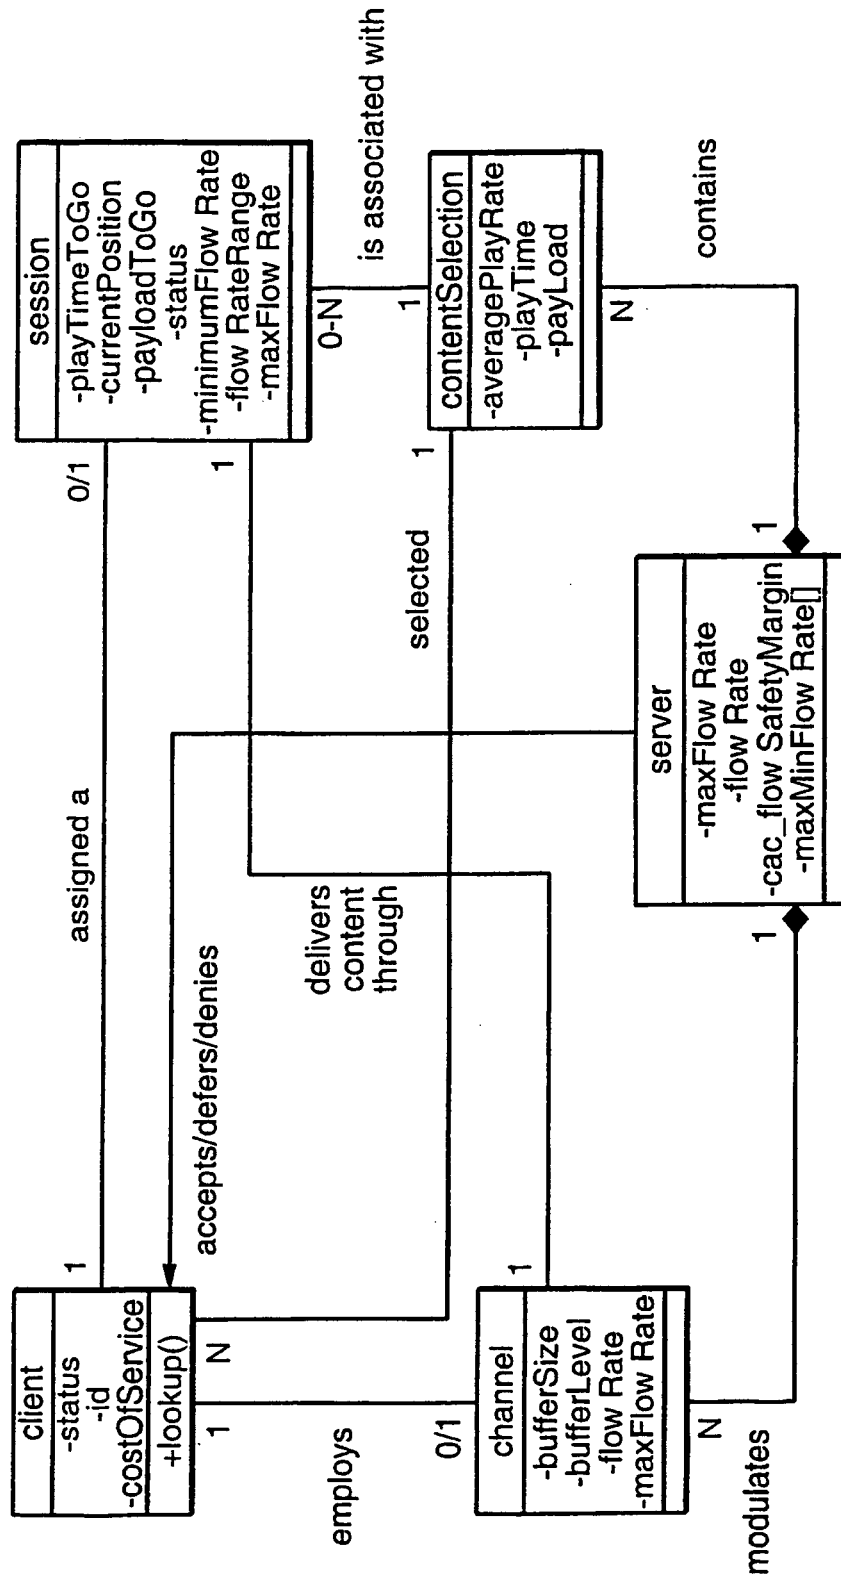 client
-status
-id
-costOfService
+lookup()
1
assigned a
0/1
session
-playTimeToGo
-currentPosition
-payloadToGo
-status
-minimumFlow Rate
-flow RateRange
-maxFlow Rate
accepts/defers/denies
N
1
employs
0/1
delivers
content
through
1
0-N
is associated with
1
selected
1
contentSelection
-averagePlayRate
-playTime
-payLoad
channel
-bufferSize
-bufferLevel
-flow Rate
-maxFlow Rate
1
N
modulates
1
server
-maxFlow Rate
-flow Rate
-cac_flow SafetyMargin
-maxMinFlow Rate[]
1
N
contains